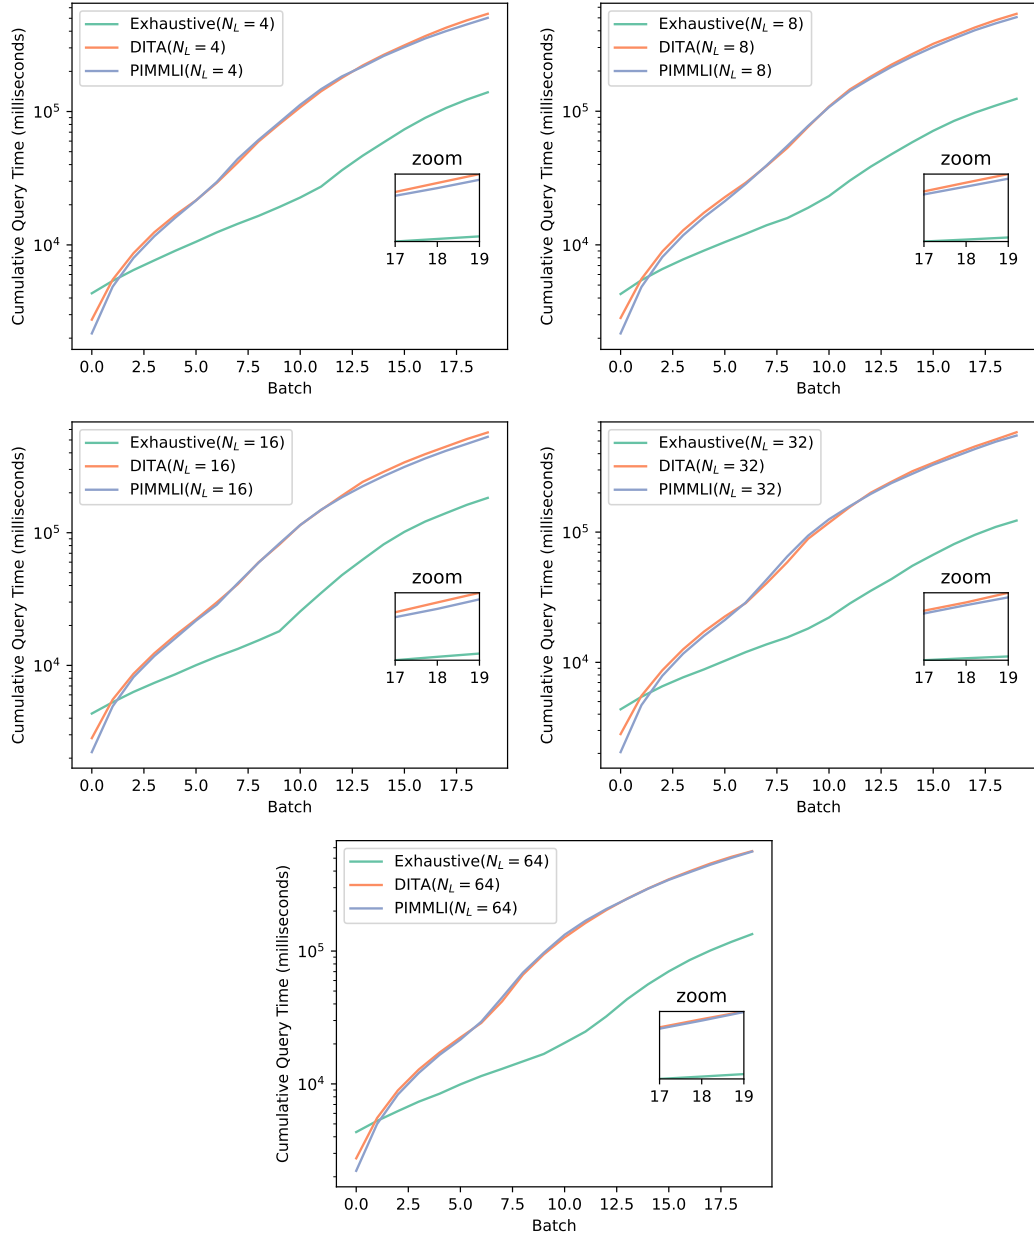 Exhaustive(N_L = 4)
DITA(N_L = 4)
PIMMLI(N_L = 4)
Cumulative Query Time (milliseconds)
10^5
10^4
zoom
17 18 19
0.0 2.5 5.0 7.5 10.0 12.5 15.0 17.5
Batch
Exhaustive(N_L = 8)
DITA(N_L = 8)
PIMMLI(N_L = 8)
Cumulative Query Time (milliseconds)
10^5
10^4
zoom
17 18 19
0.0 2.5 5.0 7.5 10.0 12.5 15.0 17.5
Batch
Exhaustive(N_L = 16)
DITA(N_L = 16)
PIMMLI(N_L = 16)
Cumulative Query Time (milliseconds)
10^5
10^4
zoom
17 18 19
0.0 2.5 5.0 7.5 10.0 12.5 15.0 17.5
Batch
Exhaustive(N_L = 32)
DITA(N_L = 32)
PIMMLI(N_L = 32)
Cumulative Query Time (milliseconds)
10^5
10^4
zoom
17 18 19
0.0 2.5 5.0 7.5 10.0 12.5 15.0 17.5
Batch
Exhaustive(N_L = 64)
DITA(N_L = 64)
PIMMLI(N_L = 64)
Cumulative Query Time (milliseconds)
10^5
10^4
zoom
17 18 19
0.0 2.5 5.0 7.5 10.0 12.5 15.0 17.5
Batch